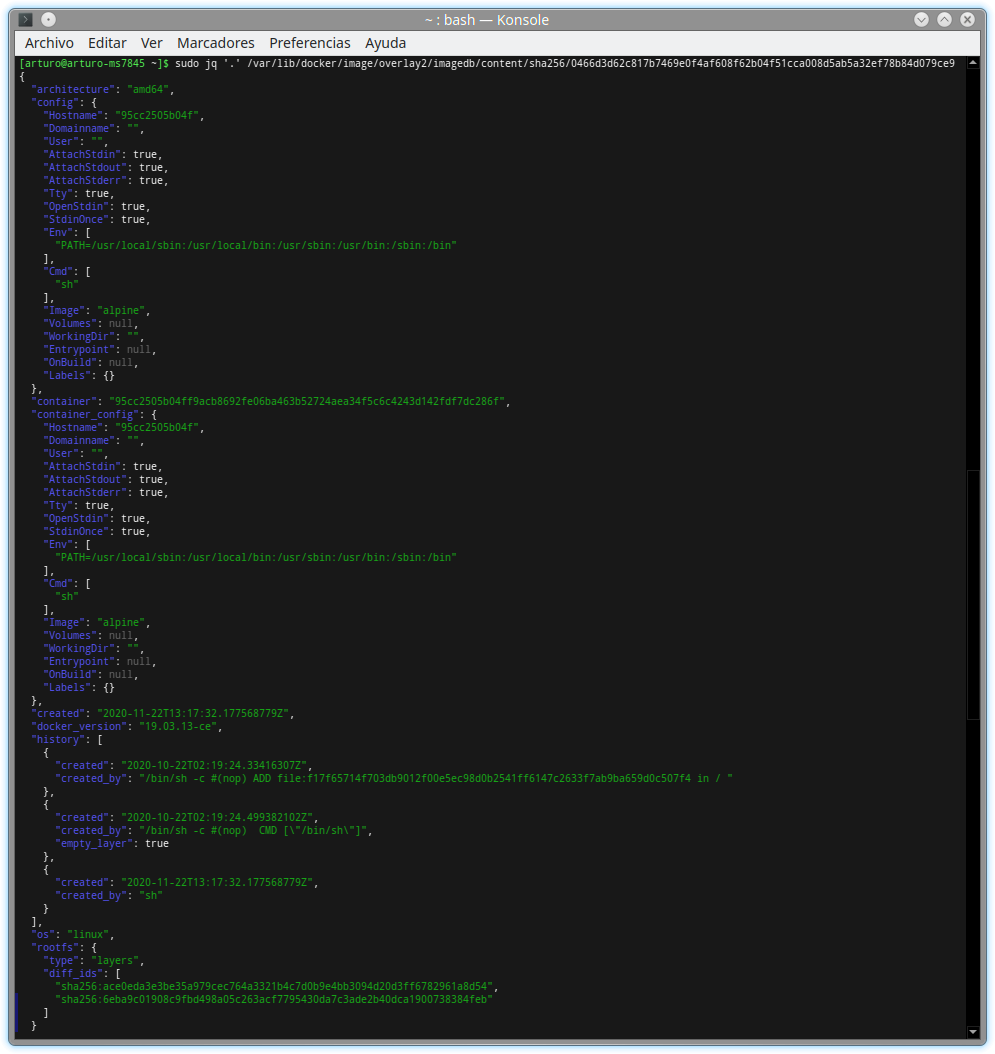 ~ : bash — Konsole
Archivo Editar Ver Marcadores Preferencias Ayuda
[arturo@arturo-ms7845 ~]$ sudo jq '.' /var/lib/docker/image/overlay2/imagedb/content/sha256/0466d3d62c817b7469e0f4af608f62b04f51cca008d5ab5a32ef78b84d079ce9
{
  "architecture": "amd64",
  "config": {
    "Hostname": "95cc2505b04f",
    "Domainname": "",
    "User": "",
    "AttachStdin": true,
    "AttachStdout": true,
    "AttachStderr": true,
    "Tty": true,
    "OpenStdin": true,
    "StdinOnce": true,
    "Env": [
      "PATH=/usr/local/sbin:/usr/local/bin:/usr/sbin:/usr/bin:/sbin:/bin"
    ],
    "Cmd": [
      "sh"
    ],
    "Image": "alpine",
    "Volumes": null,
    "WorkingDir": "",
    "Entrypoint": null,
    "OnBuild": null,
    "Labels": {}
  },
  "container": "95cc2505b04ff9acb8692fe06ba463b52724aea34f5c6c4243d142fdf7dc286f",
  "container_config": {
    "Hostname": "95cc2505b04f",
    "Domainname": "",
    "User": "",
    "AttachStdin": true,
    "AttachStdout": true,
    "AttachStderr": true,
    "Tty": true,
    "OpenStdin": true,
    "StdinOnce": true,
    "Env": [
      "PATH=/usr/local/sbin:/usr/local/bin:/usr/sbin:/usr/bin:/sbin:/bin"
    ],
    "Cmd": [
      "sh"
    ],
    "Image": "alpine",
    "Volumes": null,
    "WorkingDir": "",
    "Entrypoint": null,
    "OnBuild": null,
    "Labels": {}
  },
  "created": "2020-11-22T13:17:32.177568779Z",
  "docker_version": "19.03.13-ce",
  "history": [
    {
      "created": "2020-10-22T02:19:24.33416307Z",
      "created_by": "/bin/sh -c #(nop) ADD file:f17f65714f703db9012f00e5ec98d0b2541ff6147c2633f7ab9ba659d0c507f4 in / "
    },
    {
      "created": "2020-10-22T02:19:24.499382102Z",
      "created_by": "/bin/sh -c #(nop)  CMD [\"/bin/sh\"]",
      "empty_layer": true
    },
    {
      "created": "2020-11-22T13:17:32.177568779Z",
      "created_by": "sh"
    }
  ],
  "os": "linux",
  "rootfs": {
    "type": "layers",
    "diff_ids": [
      "sha256:ace0eda3e3be35a979cec764a3321b4c7d0b9e4bb3094d20d3ff6782961a8d54",
      "sha256:6eba9c01908c9fbd498a05c263acf7795430da7c3ade2b40dca1900738384feb"
    ]
  }